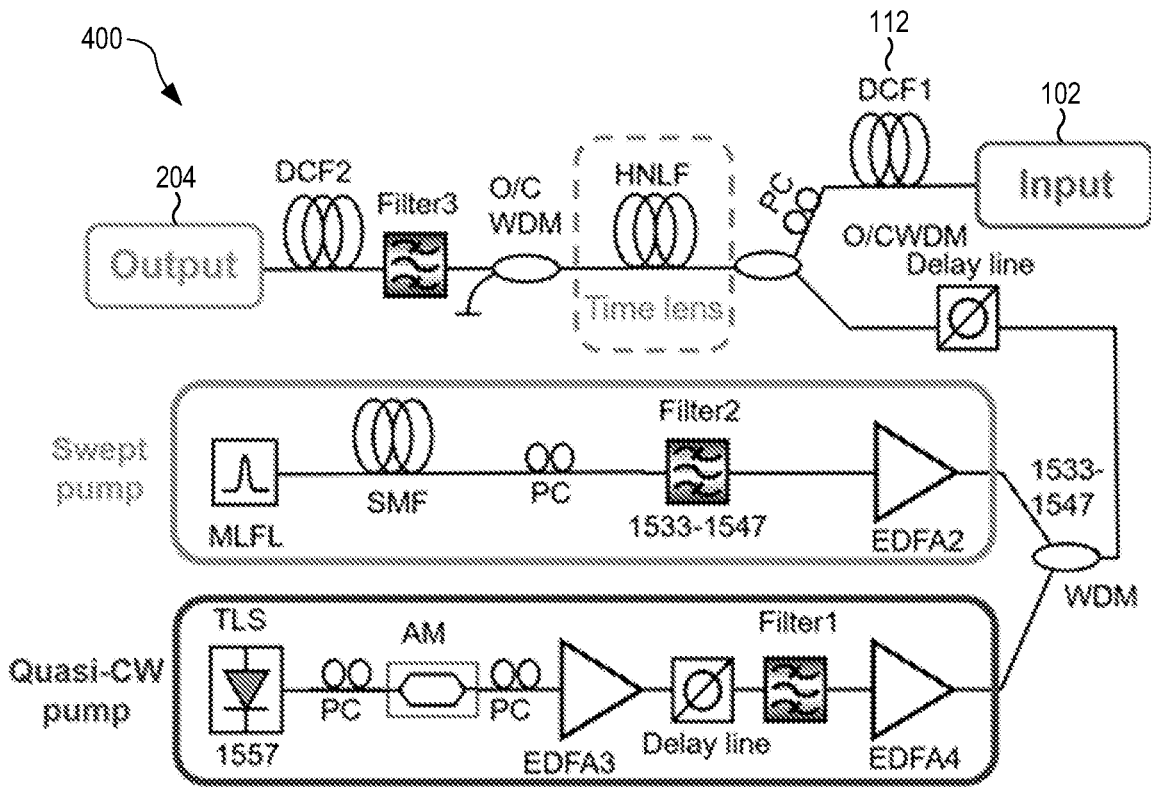 400
112
DCF1
102
Input
204
Output
DCF2
Filter3
O/C
WDM
HNLF
Time lens
PC
O/CWDM
Delay line
Swept
pump
MLFL
SMF
PC
Filter2
1533-1547
EDFA2
1533-
1547
WDM
Quasi-CW
pump
TLS
1557
PC
AM
PC
EDFA3
Delay line
Filter1
EDFA4